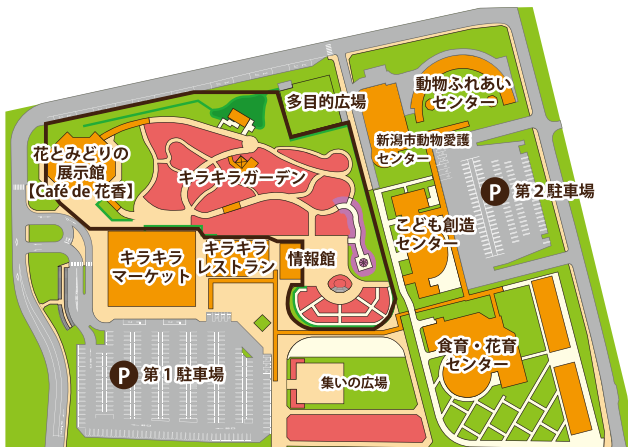 多目的広場
動物ふれあい
センター
新潟市動物愛護
センター
花とみどりの
展示館
【Café de 花香】
キラキラガーデン
P 第2駐車場
こども創造
センター
キラキラ
マーケット
キラキラ
レストラン
情報館
食育・花育
センター
P 第1駐車場
集いの広場